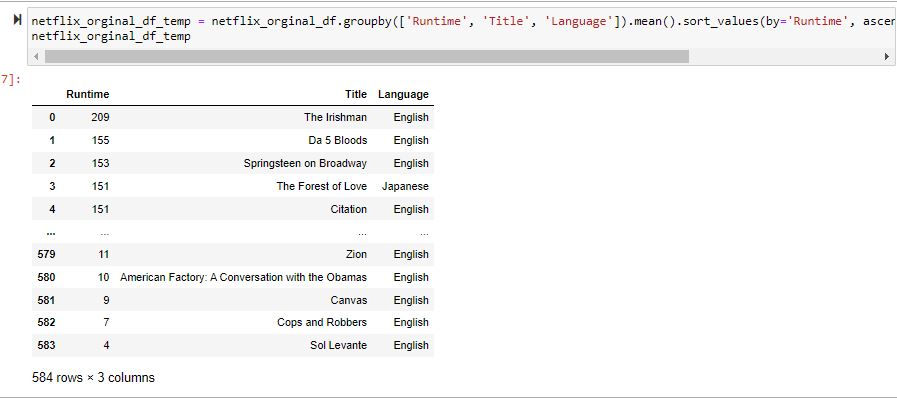 netflix_orginal_df_temp = netflix_orginal_df.groupby(['Runtime', 'Title', 'Language']).mean().sort_values(by='Runtime', ascen
netflix_orginal_df_temp
7]:
Runtime Title Language
0 209 The Irishman English
1 155 Da 5 Bloods English
2 153 Springsteen on Broadway English
3 151 The Forest of Love Japanese
4 151 Citation English
... ... ... ...
579 11 Zion English
580 10 American Factory: A Conversation with the Obamas English
581 9 Canvas English
582 7 Cops and Robbers English
583 4 Sol Levante English
584 rows × 3 columns